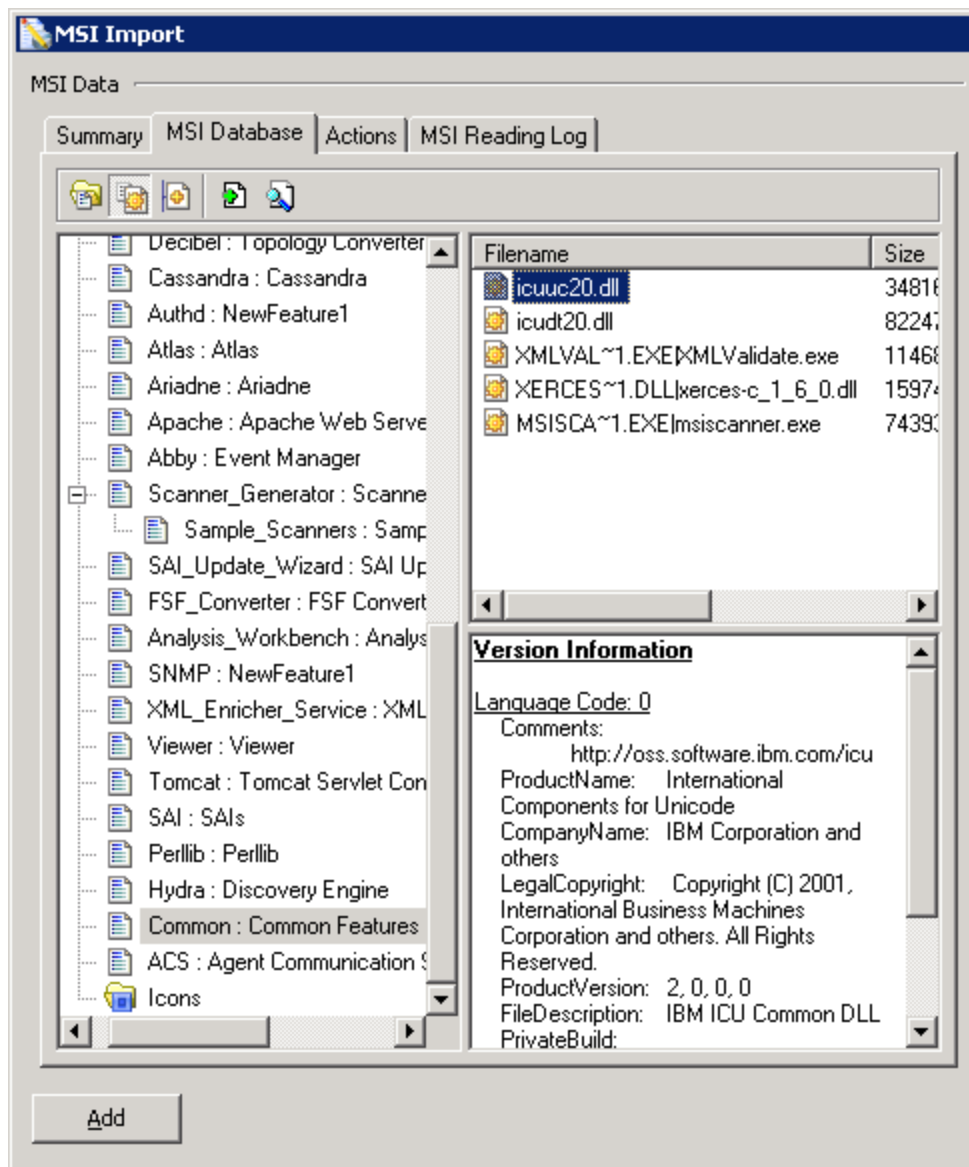 MSI Import
MSI Data
Summary
MSI Database
Actions
MSI Reading Log
Decibel : Topology Converter
Cassandra : Cassandra
Authd : NewFeature1
Atlas : Atlas
Ariadne : Ariadne
Apache : Apache Web Serve
Abby : Event Manager
Scanner_Generator : Scanne
Sample_Scanners : Samp
SAI_Update_Wizard : SAI Up
FSF_Converter : FSF Convert
Analysis_Workbench : Analys
SNMP : NewFeature1
XML_Enricher_Service : XML
Viewer : Viewer
Tomcat : Tomcat Servlet Con
SAI : SAIs
Perllib : Perllib
Hydra : Discovery Engine
Common : Common Features
ACS : Agent Communication S
Icons
Filename Size
icuuc20.dll 34816
icudt20.dll 82247
XMLVAL~1.EXE|XMLValidate.exe 11468
XERCES~1.DLL|xerces-c_1_6_0.dll 15974
MSISCA~1.EXE|msiscanner.exe 74393
Version Information
Language Code: 0
Comments:
http://oss.software.ibm.com/icu
ProductName: International
Components for Unicode
CompanyName: IBM Corporation and
others
LegalCopyright: Copyright (C) 2001,
International Business Machines
Corporation and others. All Rights
Reserved.
ProductVersion: 2, 0, 0, 0
FileDescription: IBM ICU Common DLL
PrivateBuild:
Add